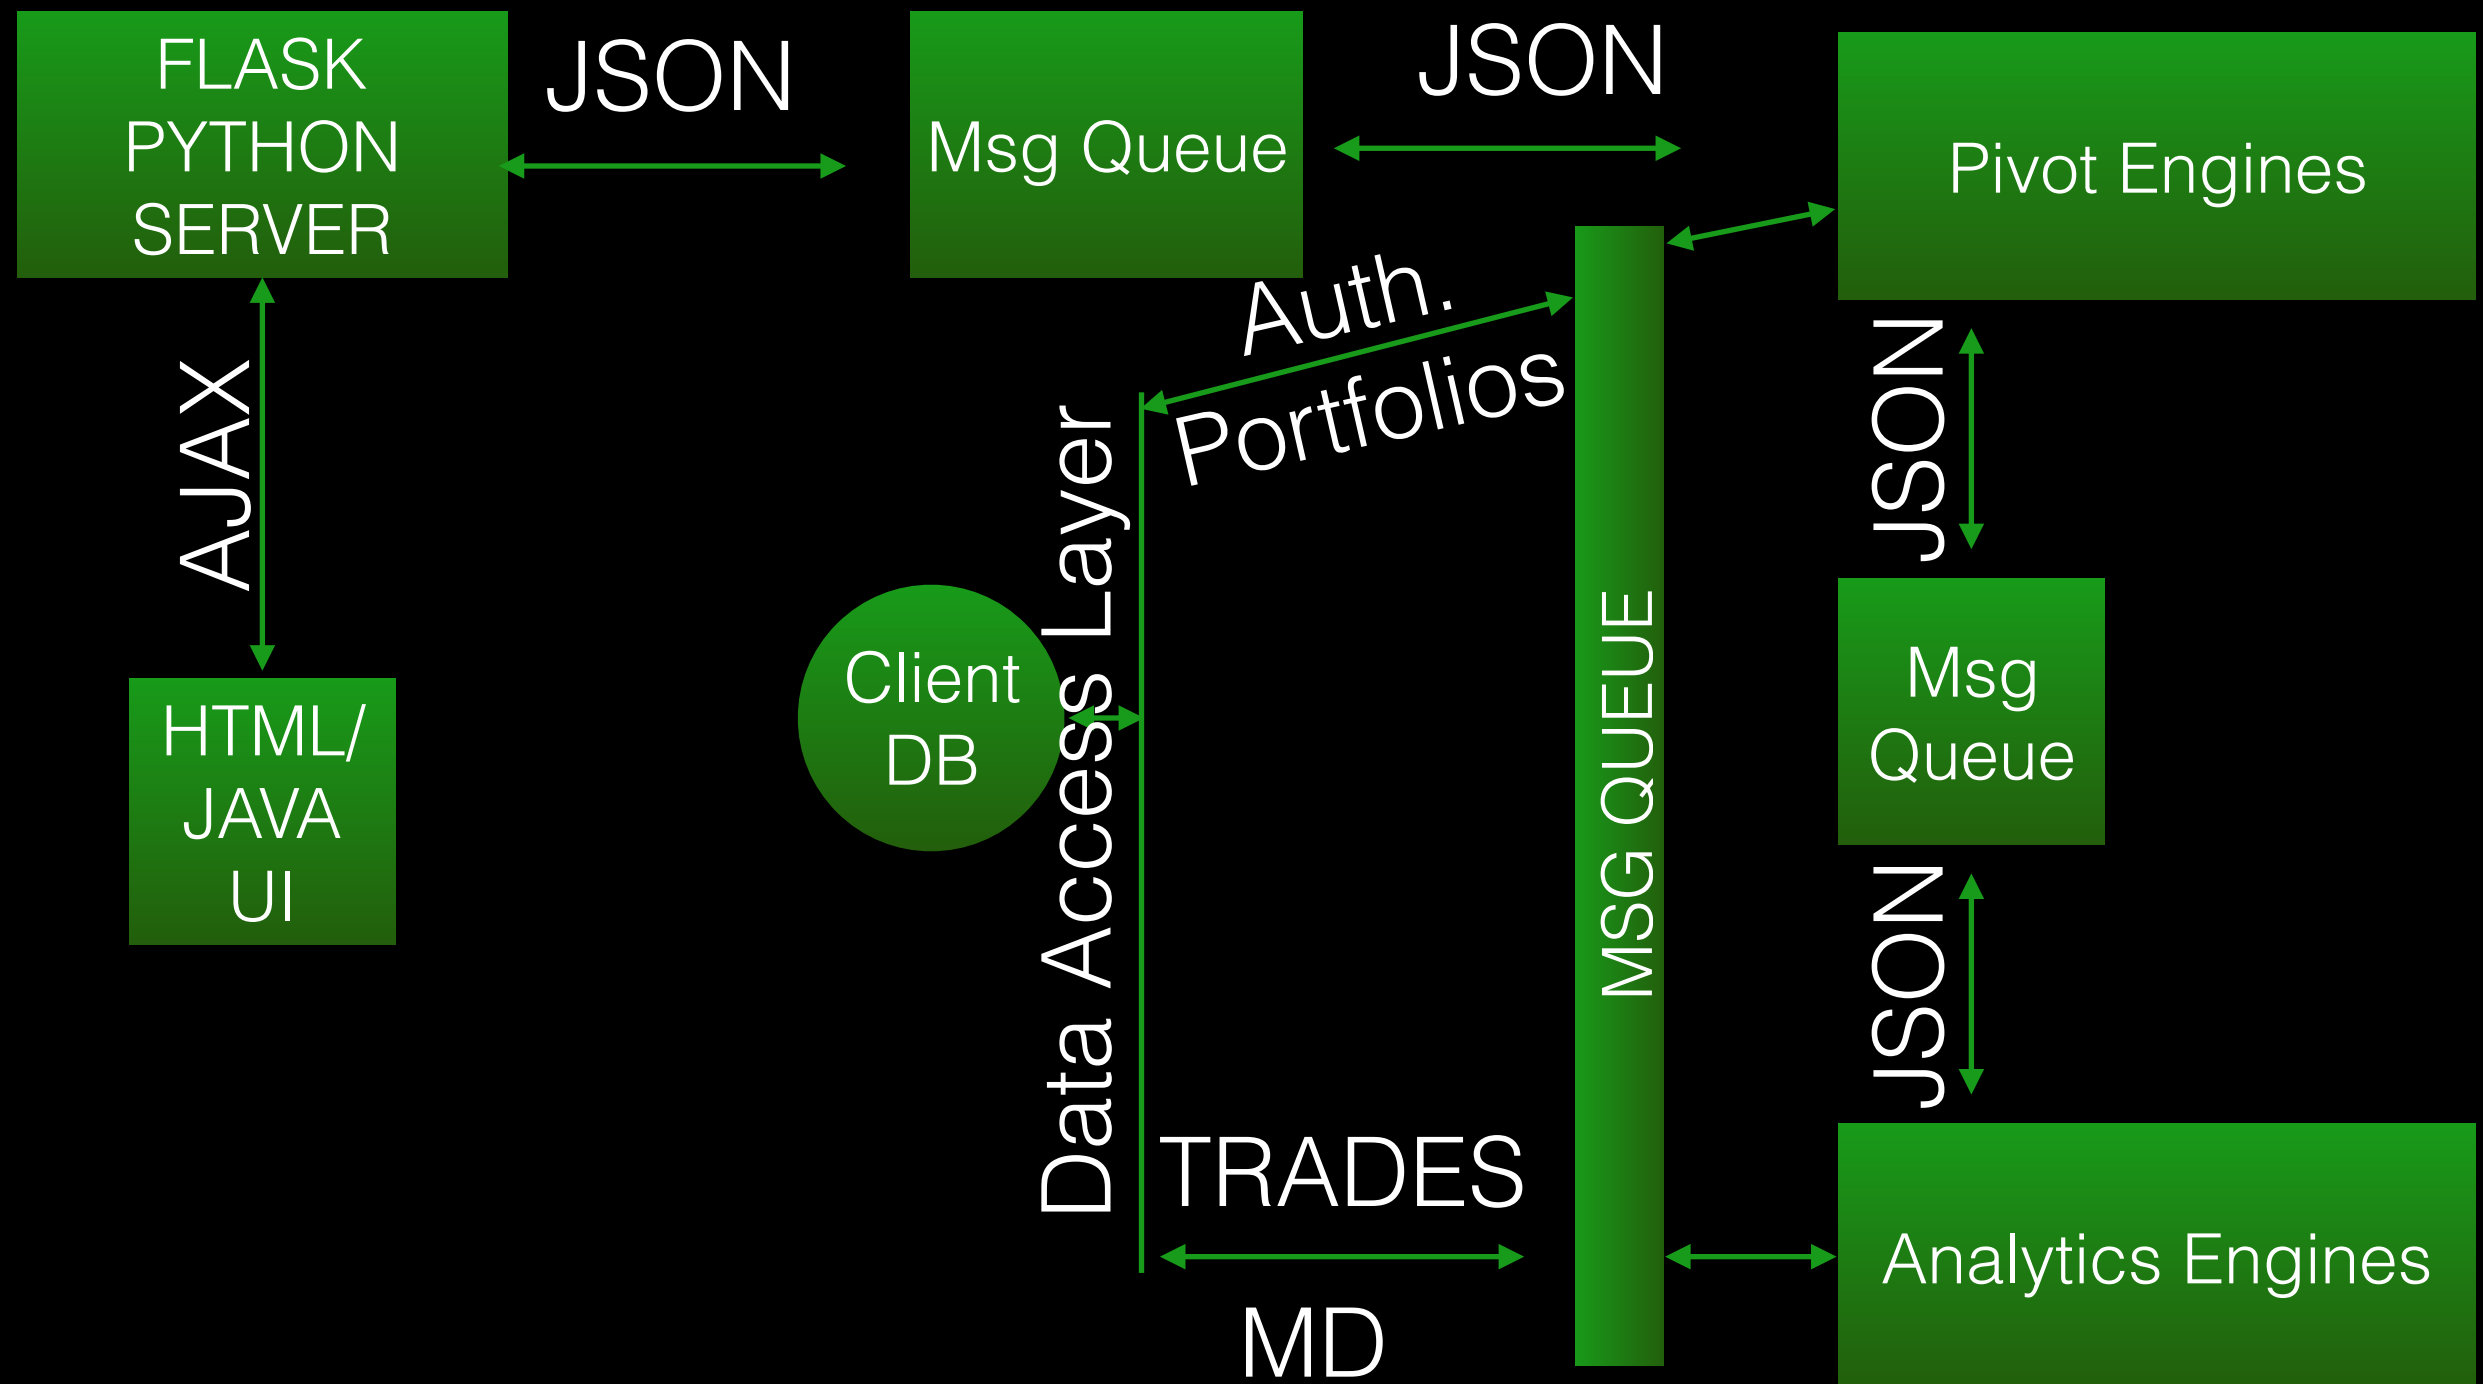 FLASK
PYTHON
SERVER
JSON
Msg Queue
JSON
Pivot Engines
AJAX
Auth.
Portfolios
JSON
Data Access Layer
Client
DB
MSG QUEUE
Msg
Queue
HTML/
JAVA
UI
JSON
TRADES
MD
Analytics Engines